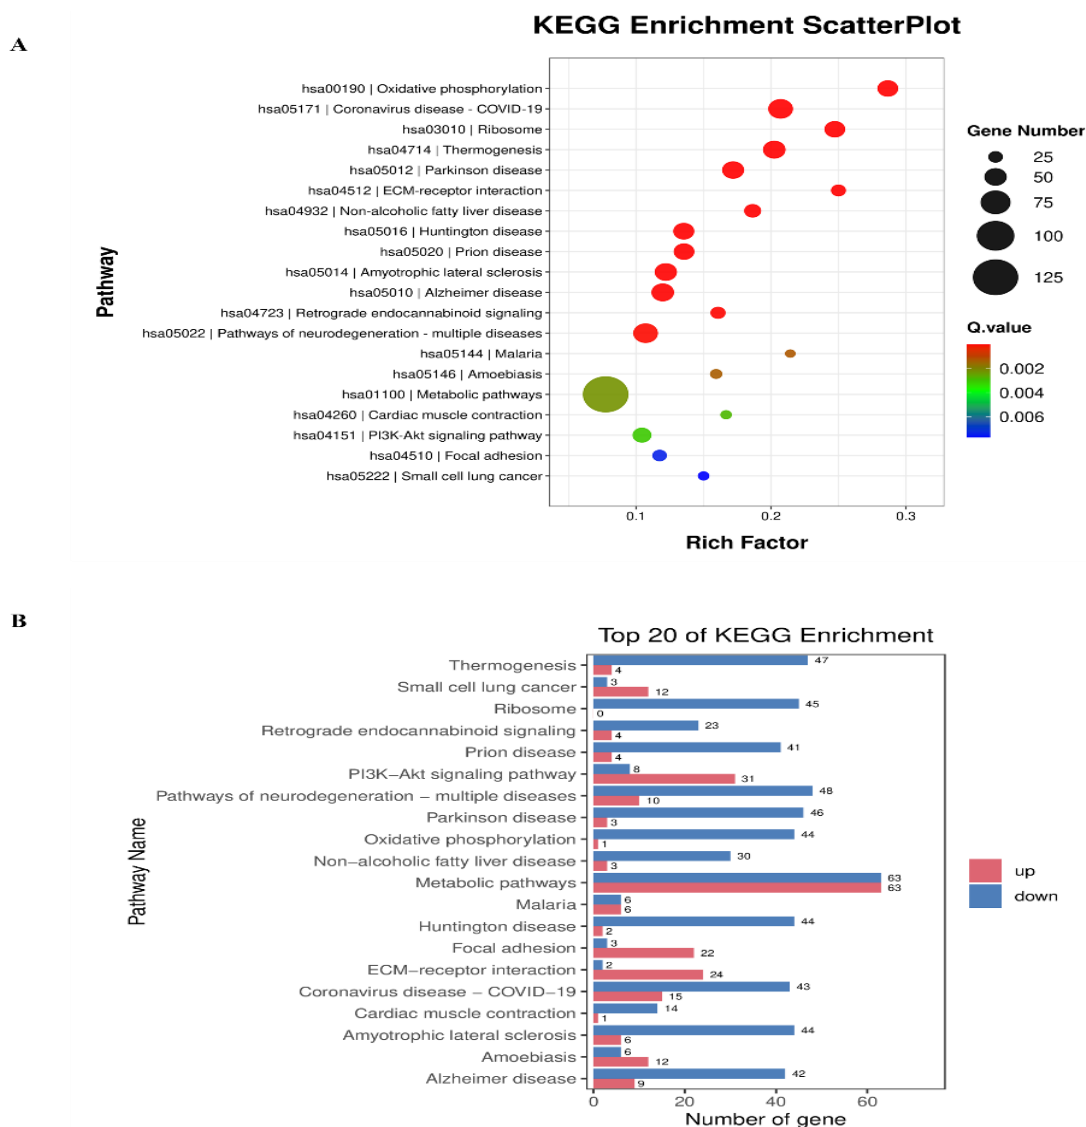 A
KEGG Enrichment ScatterPlot
Pathway
hsa00190 | Oxidative phosphorylation
hsa05171 | Coronavirus disease - COVID-19
hsa03010 | Ribosome
hsa04714 | Thermogenesis
hsa05012 | Parkinson disease
hsa04512 | ECM-receptor interaction
hsa04932 | Non-alcoholic fatty liver disease
hsa05016 | Huntington disease
hsa05020 | Prion disease
hsa05014 | Amyotrophic lateral sclerosis
hsa05010 | Alzheimer disease
hsa04723 | Retrograde endocannabinoid signaling
hsa05022 | Pathways of neurodegeneration - multiple diseases
hsa05144 | Malaria
hsa05146 | Amoebiasis
hsa01100 | Metabolic pathways
hsa04260 | Cardiac muscle contraction
hsa04151 | PI3K-Akt signaling pathway
hsa04510 | Focal adhesion
hsa05222 | Small cell lung cancer
0.1 0.2 0.3
Rich Factor
Gene Number
25
50
75
100
125
Q.value
0.002
0.004
0.006
B
Top 20 of KEGG Enrichment
Pathway Name
Thermogenesis 47 4
Small cell lung cancer 3 12
Ribosome 45 0
Retrograde endocannabinoid signaling 23 4
Prion disease 41 4
PI3K−Akt signaling pathway 8 31
Pathways of neurodegeneration − multiple diseases 48 10
Parkinson disease 46 3
Oxidative phosphorylation 44 1
Non−alcoholic fatty liver disease 30 3
Metabolic pathways 63 63
Malaria 6 6
Huntington disease 44 2
Focal adhesion 3 22
ECM−receptor interaction 2 24
Coronavirus disease − COVID−19 43 15
Cardiac muscle contraction 14 1
Amyotrophic lateral sclerosis 44 6
Amoebiasis 6 12
Alzheimer disease 42 9
0 20 40 60
Number of gene
up
down